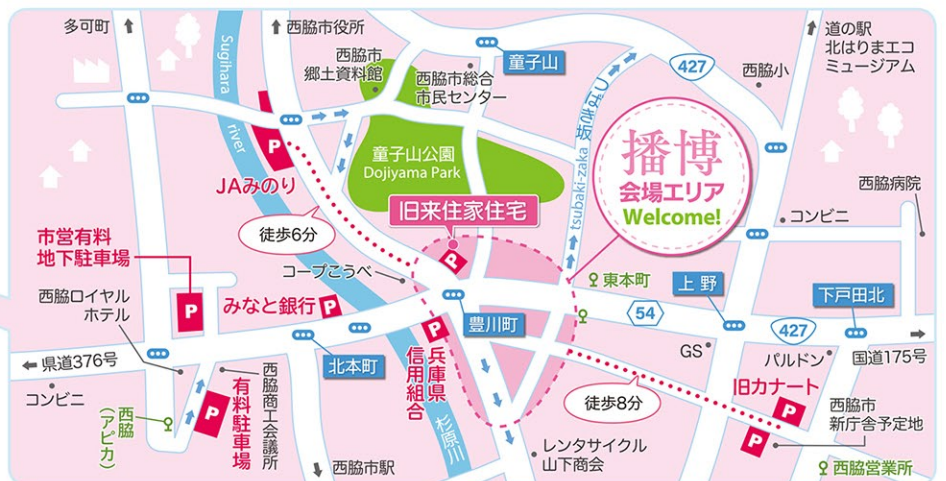 多可町
西脇市役所
西脇市
郷土資料館
西脇市総合
市民センター
童子山
427
西脇小
道の駅
北はりまエコ
ミュージアム
Sugihara
river
P
JAみのり
童子山公園
Dojiyama Park
つばき坂
tsubaki-zaka
播博
会場エリア
Welcome!
西脇病院
コンビニ
旧来住家住宅
P
徒歩6分
市営有料
地下駐車場
コープこうべ
東本町
上野
下戸田北
西脇ロイヤル
ホテル
P
みなと銀行
P
豊川町
54
427
県道376号
北本町
P
兵庫県
信用組合
GS
パルドン
国道175号
コンビニ
西脇
(アピカ)
P
有料駐車場
西脇商工会議所
杉原川
徒歩8分
旧カナート
P
P
西脇市
新庁舎予定地
西脇市駅
レンタサイクル
山下商会
西脇営業所